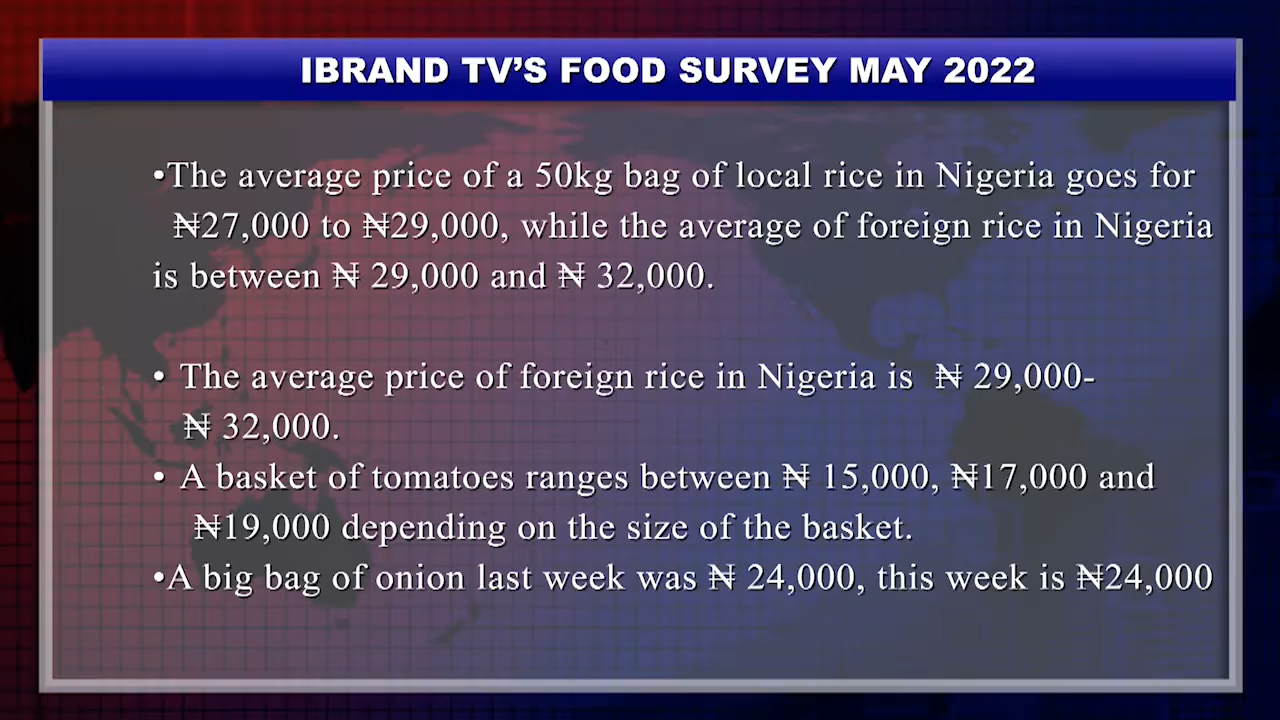 IBRAND TV'S FOOD SURVEY MAY 2022
•The average price of a 50kg bag of local rice in Nigeria goes for
₦27,000 to ₦29,000, while the average of foreign rice in Nigeria
is between ₦ 29,000 and ₦ 32,000.
• The average price of foreign rice in Nigeria is ₦ 29,000-
₦ 32,000.
• A basket of tomatoes ranges between ₦ 15,000, ₦17,000 and
₦19,000 depending on the size of the basket.
•A big bag of onion last week was ₦ 24,000, this week is ₦24,000